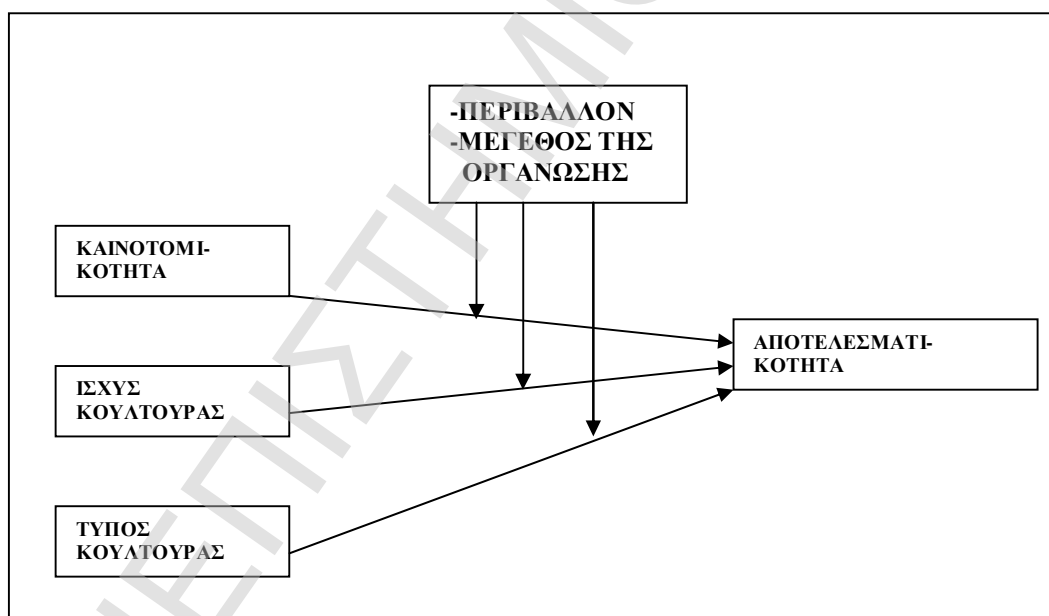 -ΠΕΡΙΒΑΛΛΟΝ
-ΜΕΓΕΘΟΣ ΤΗΣ
ΟΡΓΑΝΩΣΗΣ
ΚΑΙΝΟΤΟΜΙ-
ΚΟΤΗΤΑ
ΑΠΟΤΕΛΕΣΜΑΤΙ-
ΚΟΤΗΤΑ
ΙΣΧΥΣ
ΚΟΥΛΤΟΥΡΑΣ
ΤΥΠΟΣ
ΚΟΥΛΤΟΥΡΑΣ